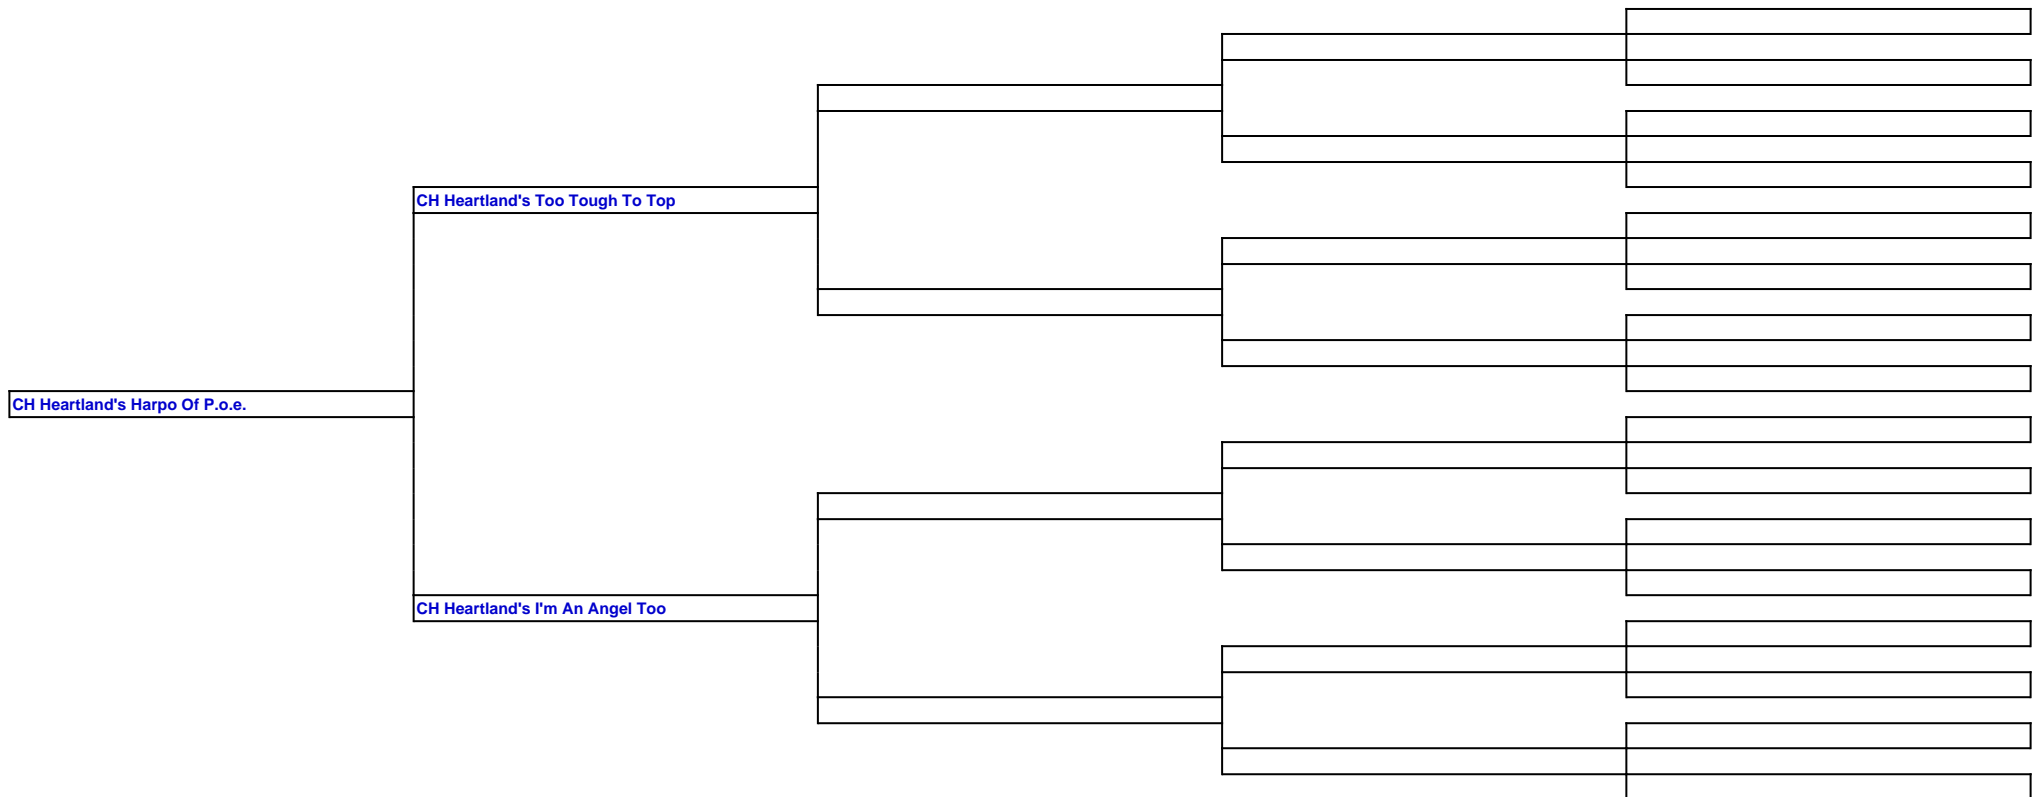 CH Heartland's Too Tough To Top
CH Heartland's Harpo Of P.o.e.
CH Heartland's I'm An Angel Too